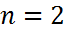 n = 2